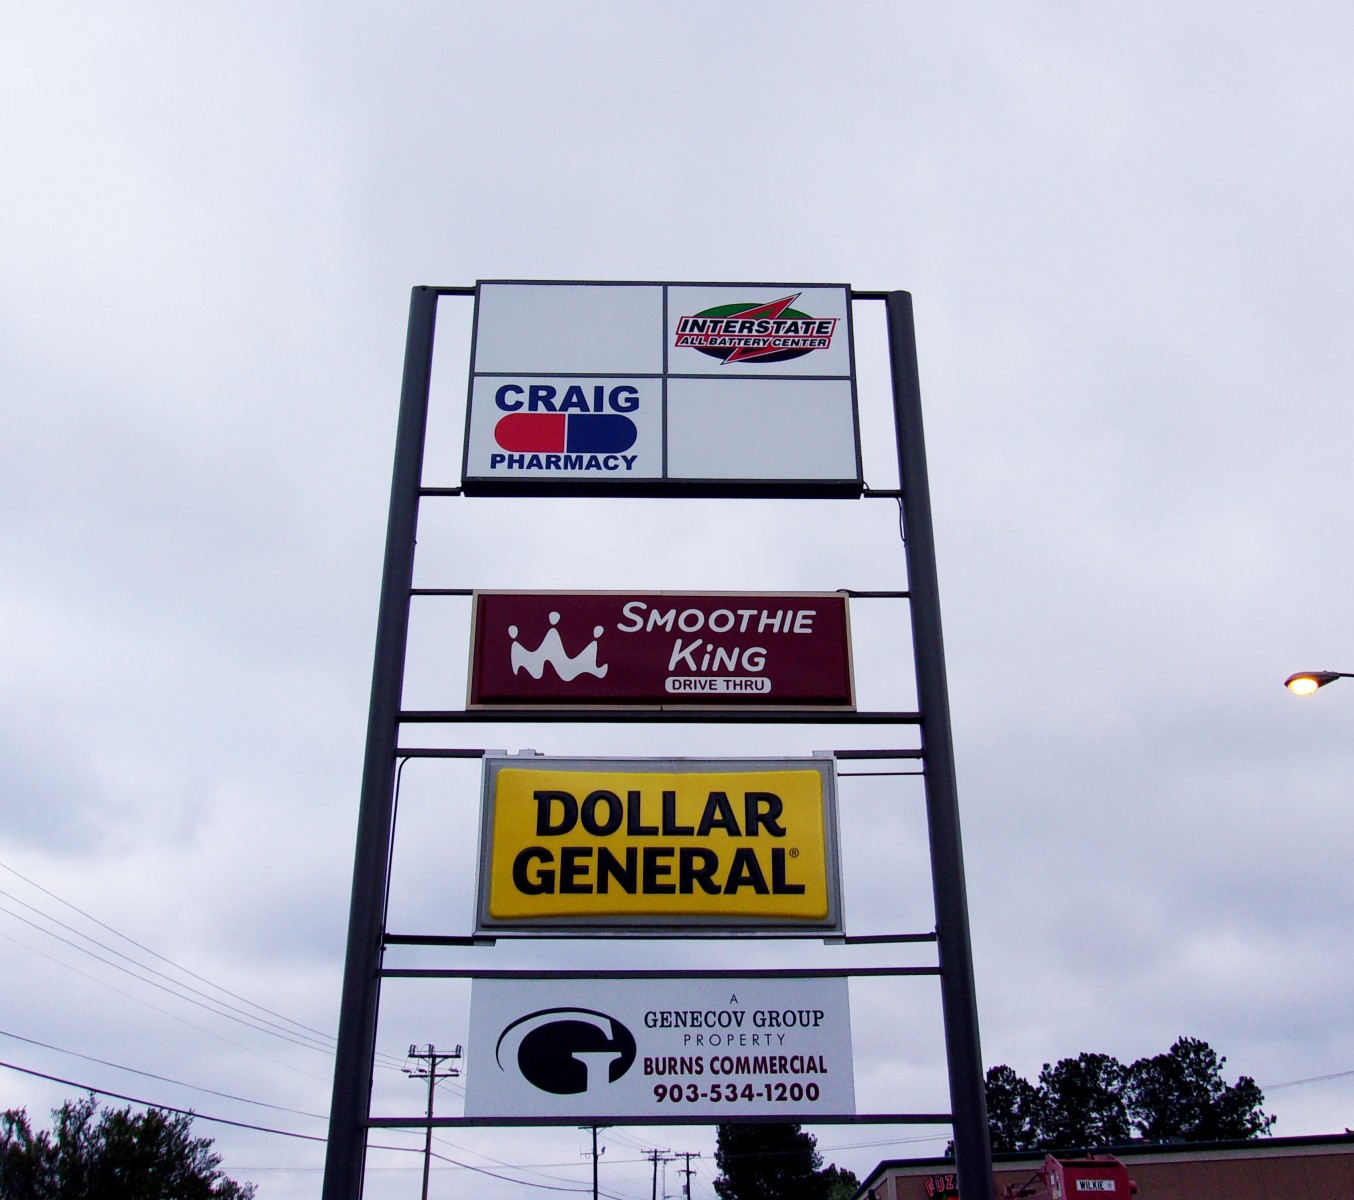 INTERSTATE
ALL BATTERY CENTER
CRAIG
PHARMACY
SMOOTHIE
KiNG
DRIVE THRU
DOLLAR
GENERAL®
A
GENECOV GROUP
PROPERTY
BURNS COMMERCIAL
903-534-1200
WILKIE